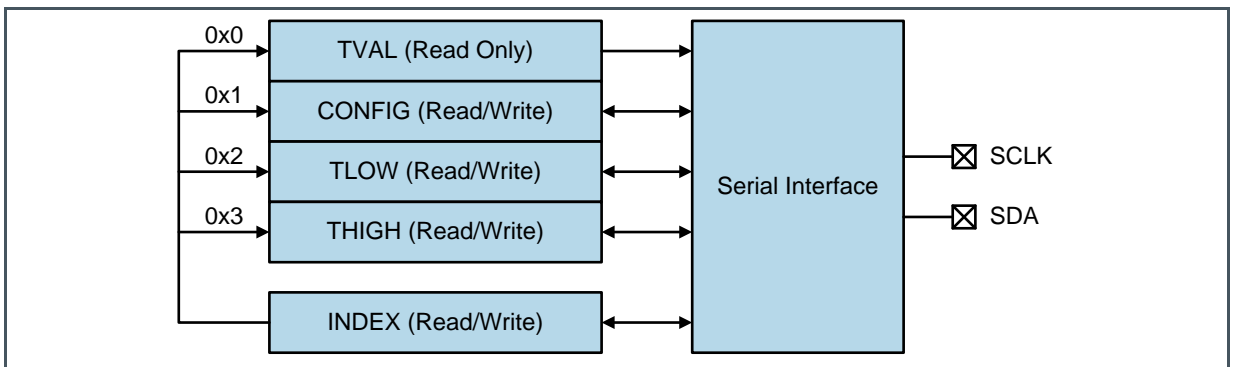 0x0
TVAL (Read Only)
0x1
CONFIG (Read/Write)
0x2
TLOW (Read/Write)
0x3
THIGH (Read/Write)
INDEX (Read/Write)
Serial Interface
SCLK
SDA